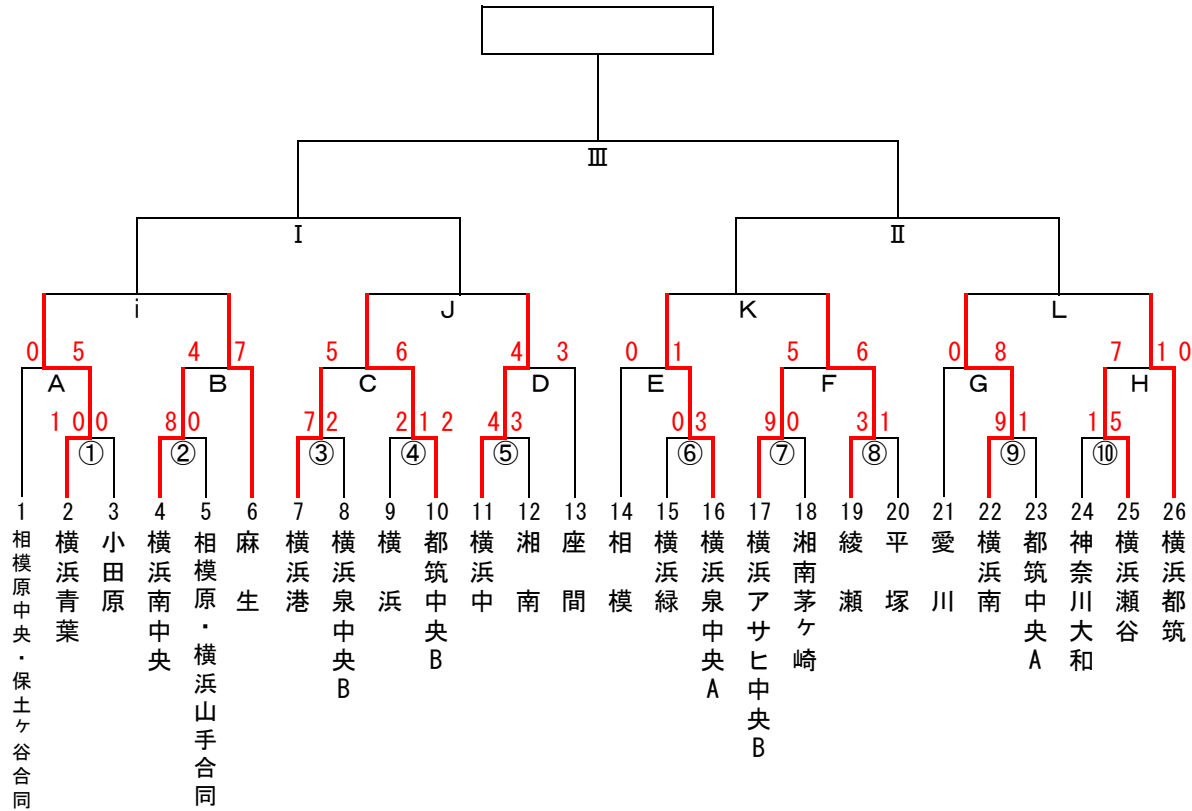 Ⅲ
Ⅰ Ⅱ
i J K L
0 5 4 7 5 6 4 3 0 1 5 6 0 8 7 1 0
A B C D E F G H
1 0 0 8 0 7 2 2 1 2 4 3 0 3 9 0 3 1 9 1 1 5
① ② ③ ④ ⑤ ⑥ ⑦ ⑧ ⑨ ⑩
1 2 3 4 5 6 7 8 9 10 11 12 13 14 15 16 17 18 19 20 21 22 23 24 25 26
相模原中央・保土ヶ谷合同
横浜青葉
小田原
横浜南中央
相模原・横浜山手合同
麻生
横浜港
横浜泉中央B
横浜
都筑中央B
横浜中
湘南
座間
相模
横浜緑
横浜泉中央A
横浜アサヒ中央B
湘南茅ケ崎
綾瀬
平塚
愛川
横浜南
都筑中央A
神奈川大和
横浜瀬谷
横浜都筑